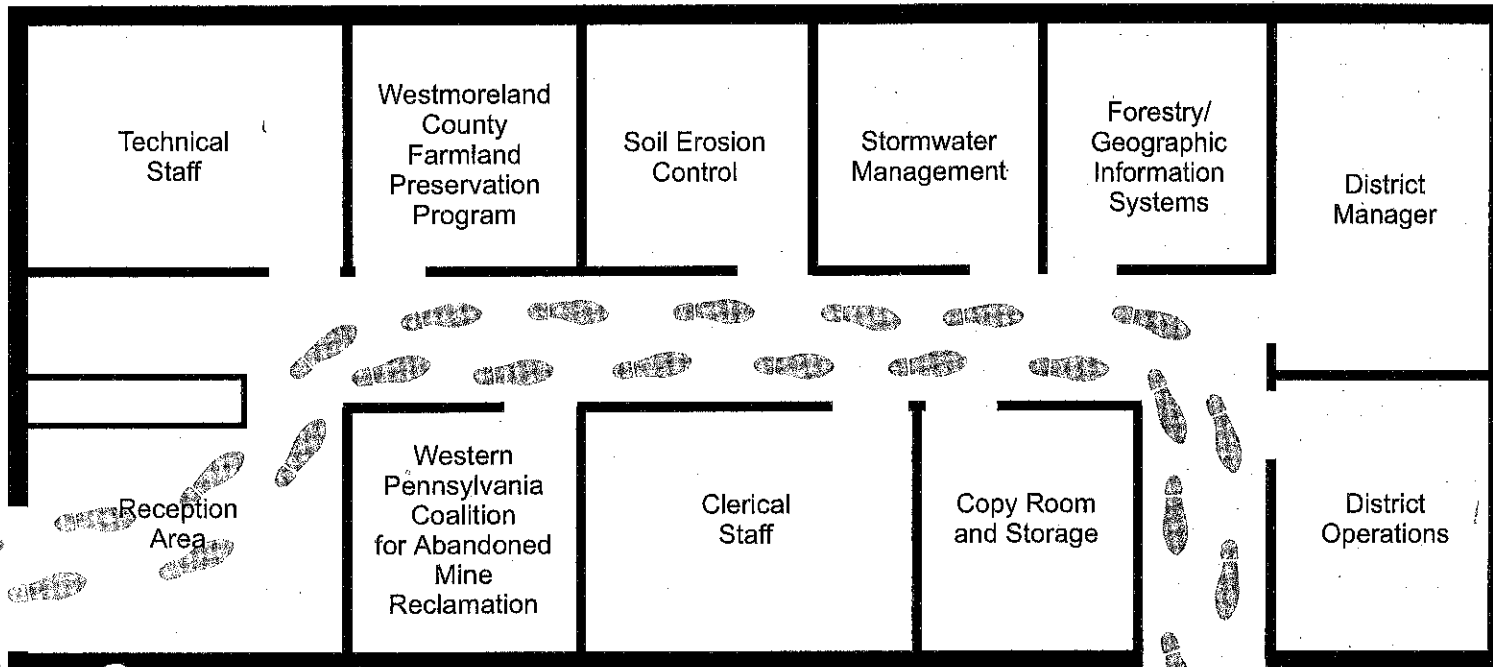 Technical
Staff
Westmoreland
County
Farmland
Preservation
Program
Soil Erosion
Control
Stormwater
Management
Forestry/
Geographic
Information
Systems
District
Manager
Reception
Area
Western
Pennsylvania
Coalition
for Abandoned
Mine
Reclamation
Clerical
Staff
Copy Room
and Storage
District
Operations